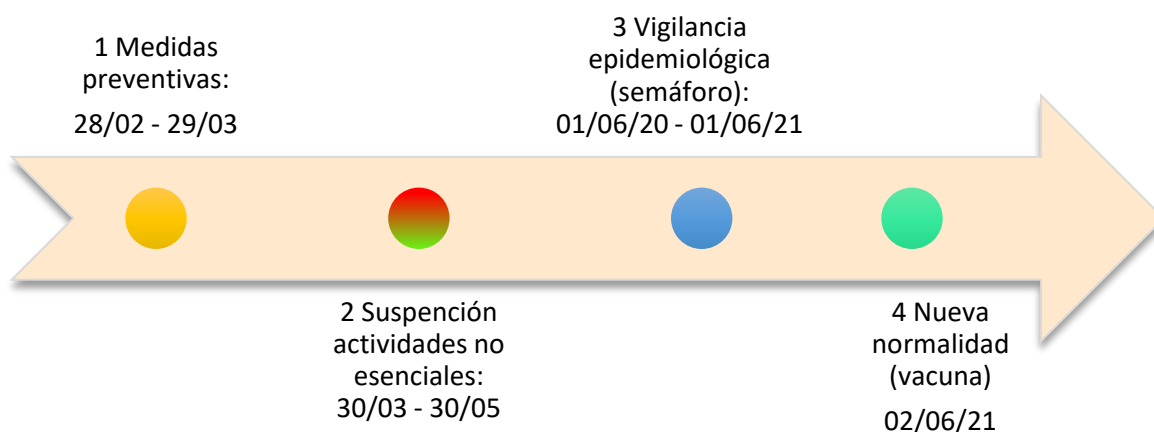 1 Medidas
preventivas:
28/02 - 29/03
2 Suspención
actividades no
esenciales:
30/03 - 30/05
3 Vigilancia
epidemiológica
(semáforo):
01/06/20 - 01/06/21
4 Nueva
normalidad
(vacuna)
02/06/21